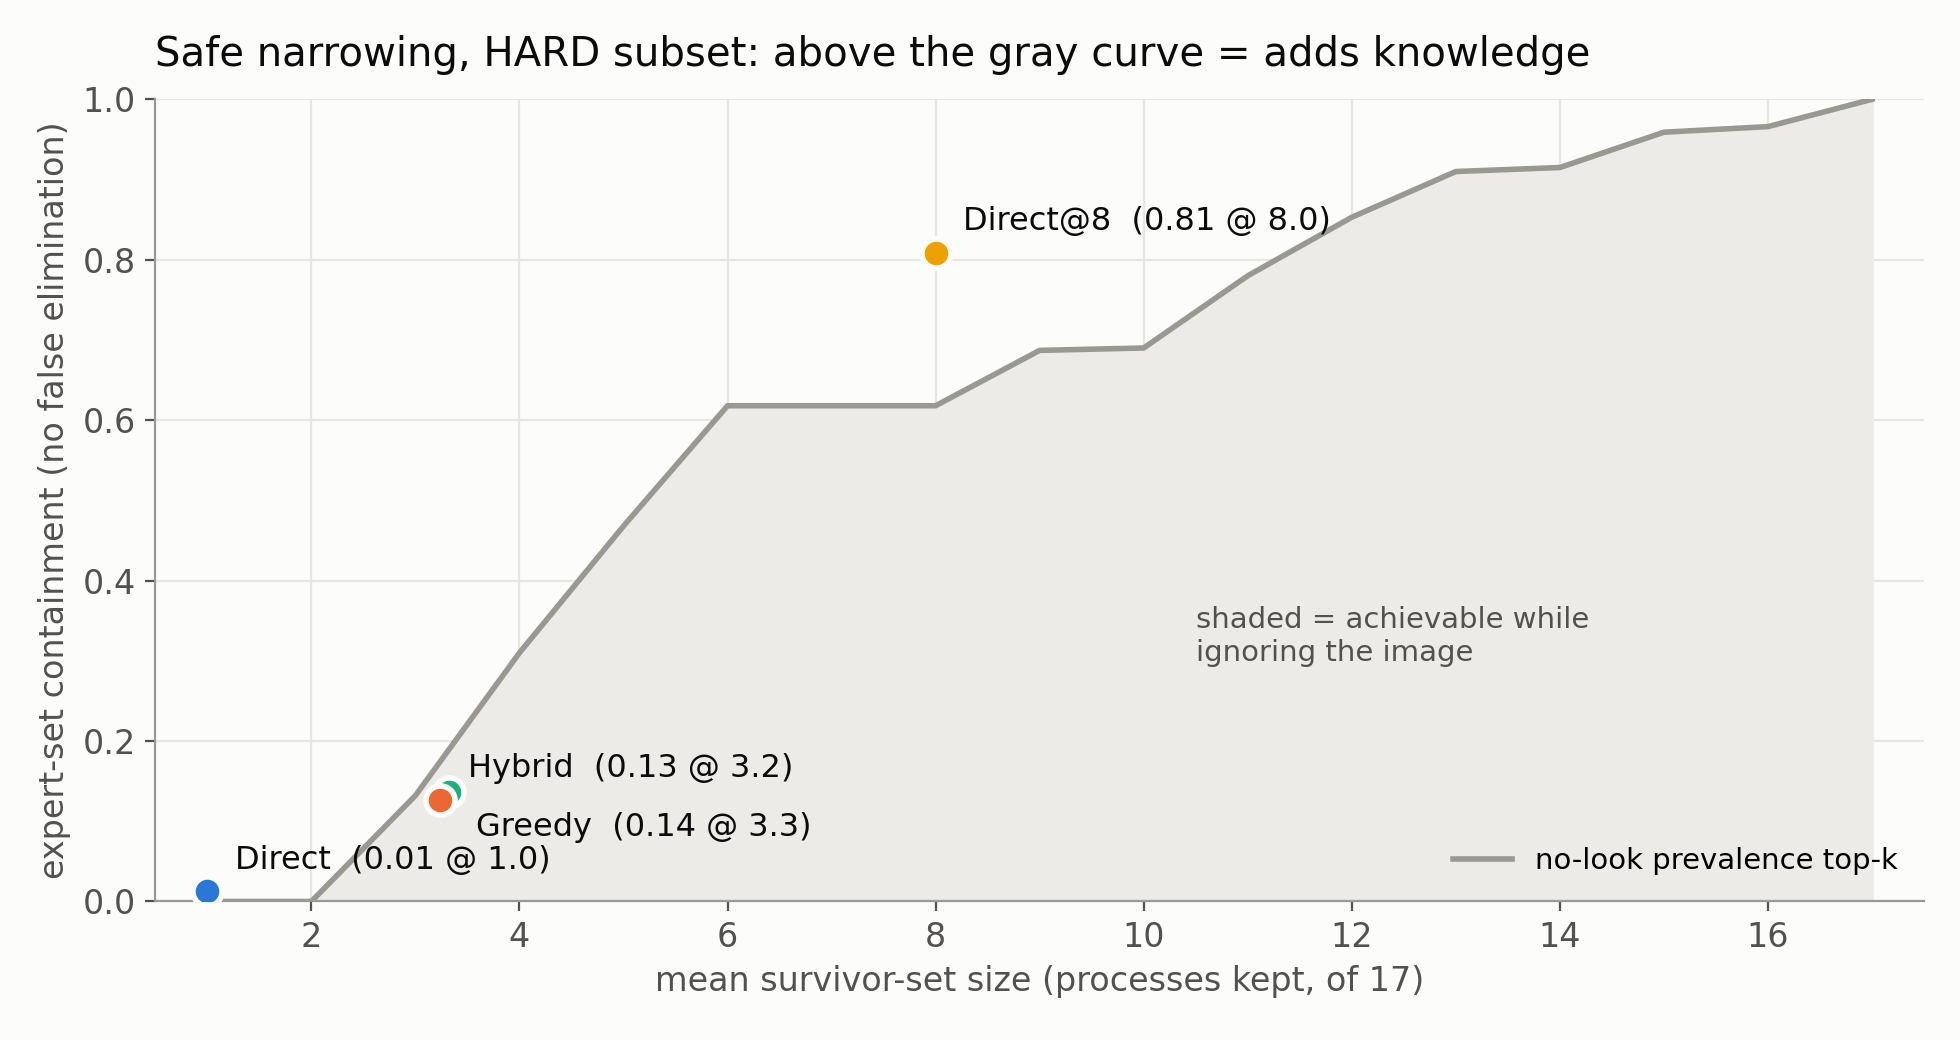 Safe narrowing, HARD subset: above the gray curve = adds knowledge
expert-set containment (no false elimination)
1.0
0.8
0.6
0.4
0.2
0.0
Direct@8 (0.81 @ 8.0)
shaded = achievable while
ignoring the image
Hybrid (0.13 @ 3.2)
Greedy (0.14 @ 3.3)
Direct (0.01 @ 1.0)
no-look prevalence top-k
2 4 6 8 10 12 14 16
mean survivor-set size (processes kept, of 17)